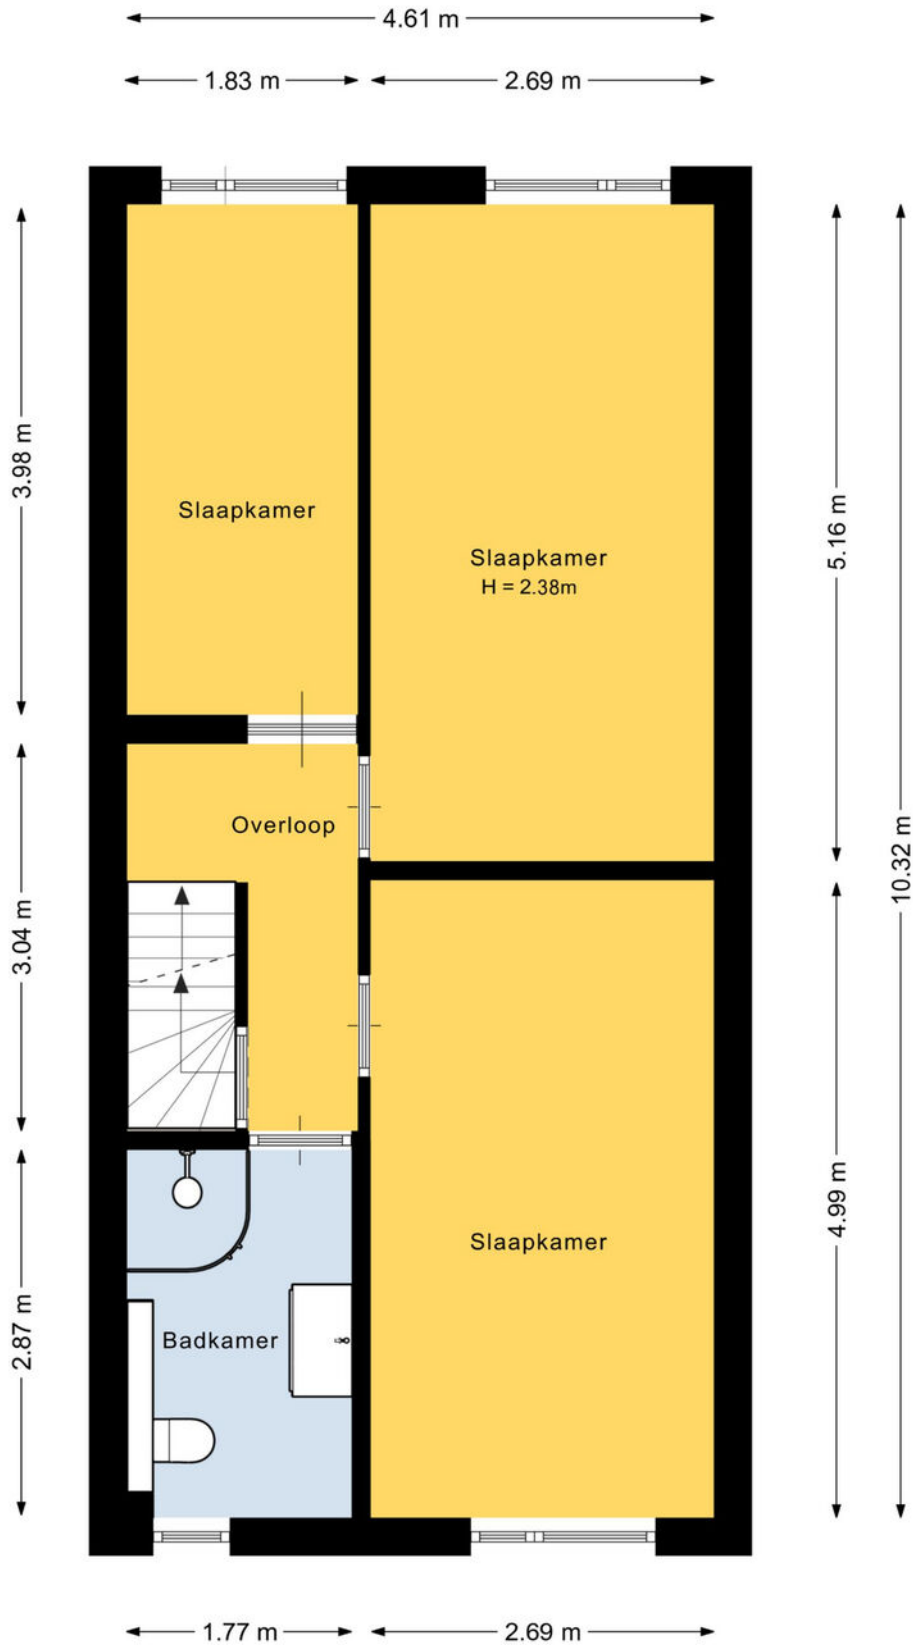 4.61 m
1.83 m
2.69 m
3.98 m
Slaapkamer
Slaapkamer
H = 2.38m
5.16 m
10.32 m
Overloop
3.04 m
4.99 m
Slaapkamer
2.87 m
Badkamer
1.77 m
2.69 m